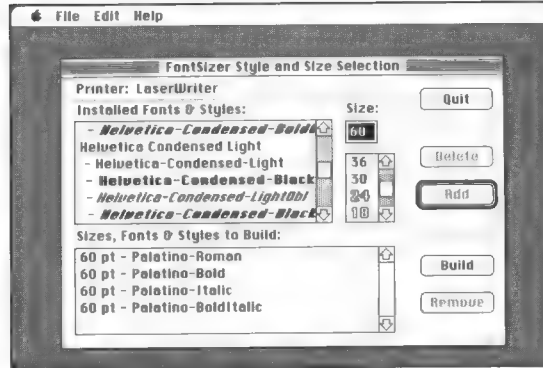 File Edit Help
FontSizer Style and Size Selection
Printer: LaserWriter
Installed Fonts & Styles:
Size:
Quit
- Helvetica-Condensed-BoldO
Helvetica Condensed Light
- Helvetica-Condensed-Light
- Helvetica-Condensed-Black
- Helvetica-Condensed-LightObl
- Helvetica-Condensed-Black
60
36
30
24
18
Delete
Add
Sizes, Fonts & Styles to Build:
60 pt - Palatino-Roman
60 pt - Palatino-Bold
60 pt - Palatino-Italic
60 pt - Palatino-BoldItalic
Build
Remove